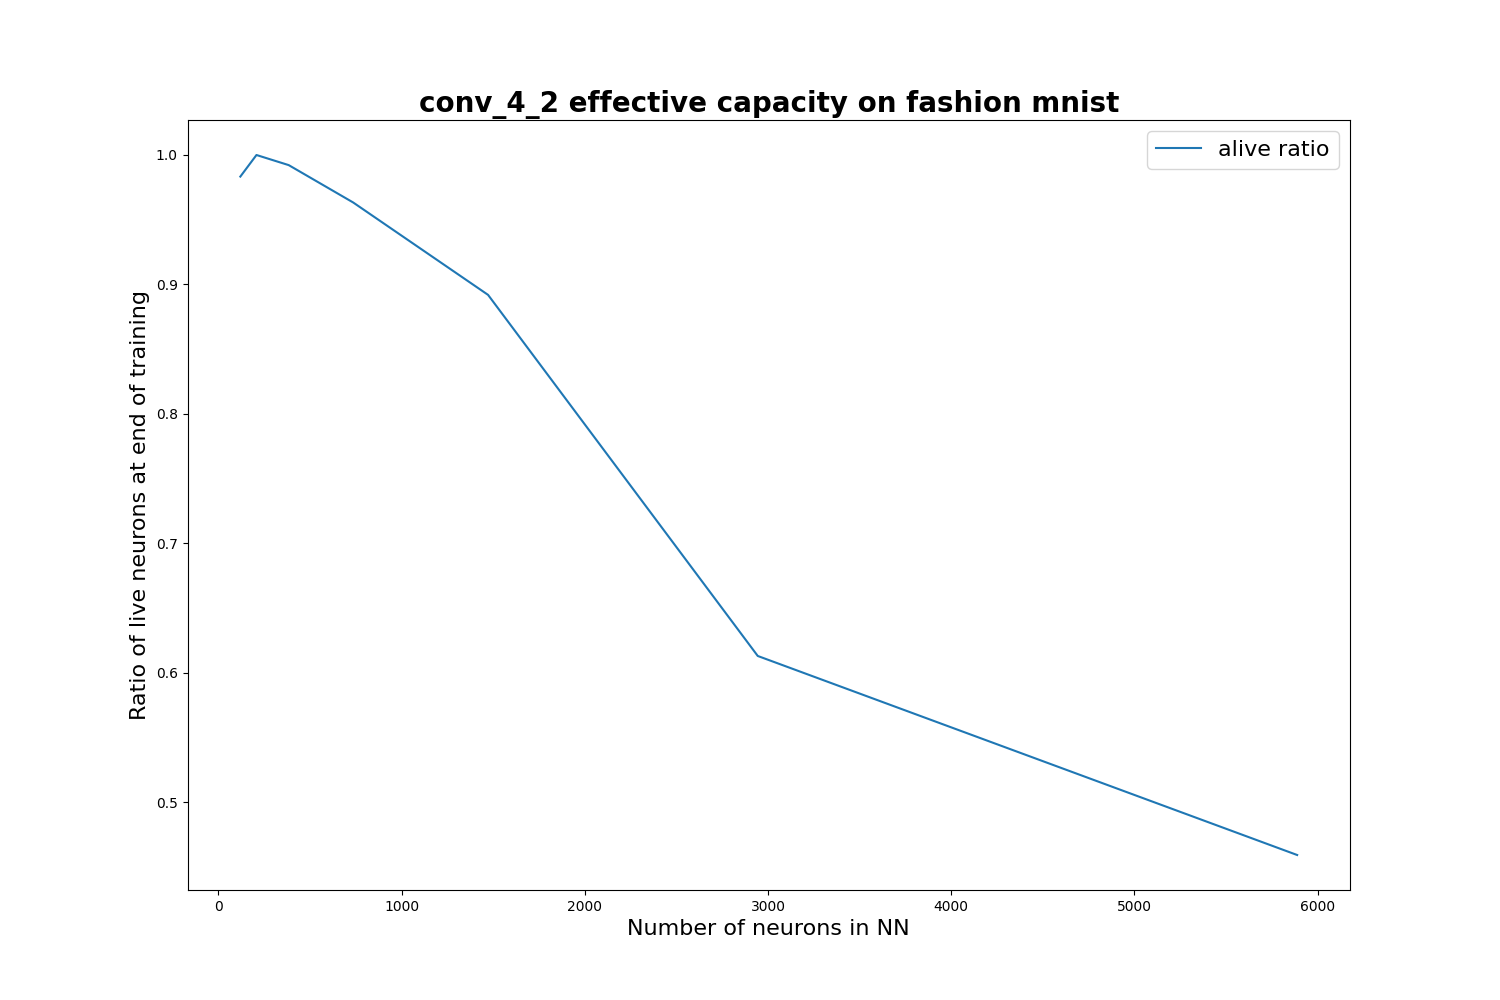 conv_4_2 effective capacity on fashion mnist
alive ratio
Ratio of live neurons at end of training
1.0
0.9
0.8
0.7
0.6
0.5
0 1000 2000 3000 4000 5000 6000
Number of neurons in NN